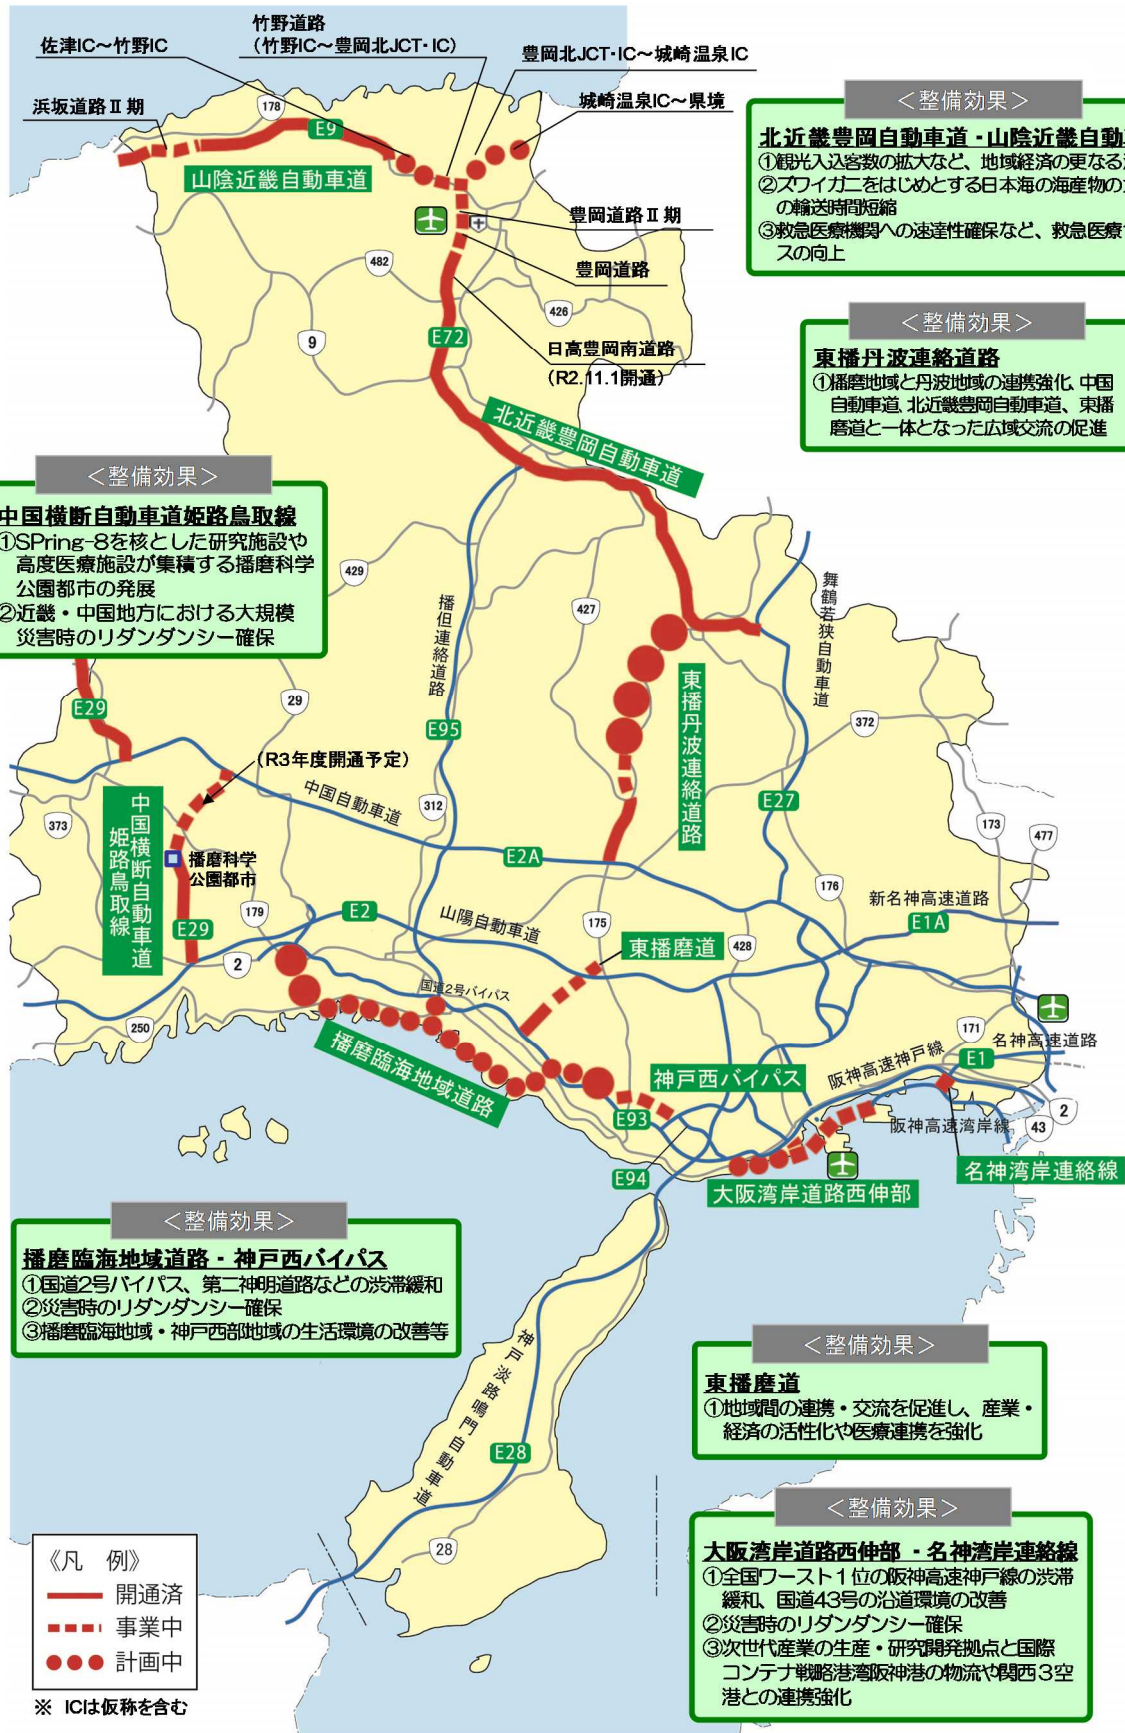 竹野道路
(竹野IC～豊岡北JCT・IC)
佐津IC～竹野IC
豊岡北JCT・IC～城崎温泉IC
浜坂道路Ⅱ期
城崎温泉IC～県境
178
E9
山陰近畿自動車道
豊岡道路Ⅱ期
482
豊岡道路
426
9
E72
日高豊岡南道路
(R2.11.1開通)
北近畿豊岡自動車道
＜整備効果＞
北近畿豊岡自動車道・山陰近畿自動
①観光入込客数の拡大など、地域経済の更なる
②ズワイガニをはじめとする日本海の海産物の
の輸送時間短縮
③救急医療機関への速達性確保など、救急医療
スの向上
＜整備効果＞
東播丹波連絡道路
①播磨地域と丹波地域の連携強化、中国
自動車道、北近畿豊岡自動車道、東播
磨道と一体となった広域交流の促進
＜整備効果＞
中国横断自動車道姫路鳥取線
①SPring-8を核とした研究施設や
高度医療施設が集積する播磨科学
公園都市の発展
②近畿・中国地方における大規模
災害時のリダンダンシー確保
429
427
播但連絡道路
舞鶴若狭自動車道
東播丹波連絡道路
E29
29
E95
372
(R3年度開通予定)
中国自動車道
312
E27
373
中国横断自動車道
姫路鳥取線
播磨科学
公園都市
E2A
173
477
176
新名神高速道路
E1A
179
E2
山陽自動車道
175
E29
東播磨道
428
2
国道2号バイパス
250
171
名神高速道路
E1
播磨臨海地域道路
神戸西バイパス
阪神高速神戸線
E93
阪神高速湾岸線
43
2
E94
名神湾岸連絡線
大阪湾岸道路西伸部
＜整備効果＞
播磨臨海地域道路・神戸西バイパス
①国道2号バイパス、第二神明道路などの渋滞緩和
②災害時のリダンダンシー確保
③播磨臨海地域・神戸西部地域の生活環境の改善等
神戸淡路鳴門自動車道
E28
28
＜整備効果＞
東播磨道
①地域間の連携・交流を促進し、産業・
経済の活性化や医療連携を強化
＜整備効果＞
大阪湾岸道路西伸部 ・名神湾岸連絡線
①全国ワースト1位の阪神高速神戸線の渋滞
緩和、国道43号の沿道環境の改善
②災害時のリダンダンシー確保
③次世代産業の生産・研究開発拠点と国際
コンテナ戦略港湾阪神港の物流や関西3空
港との連携強化
《凡　例》
開通済
事業中
計画中
※ ICは仮称を含む